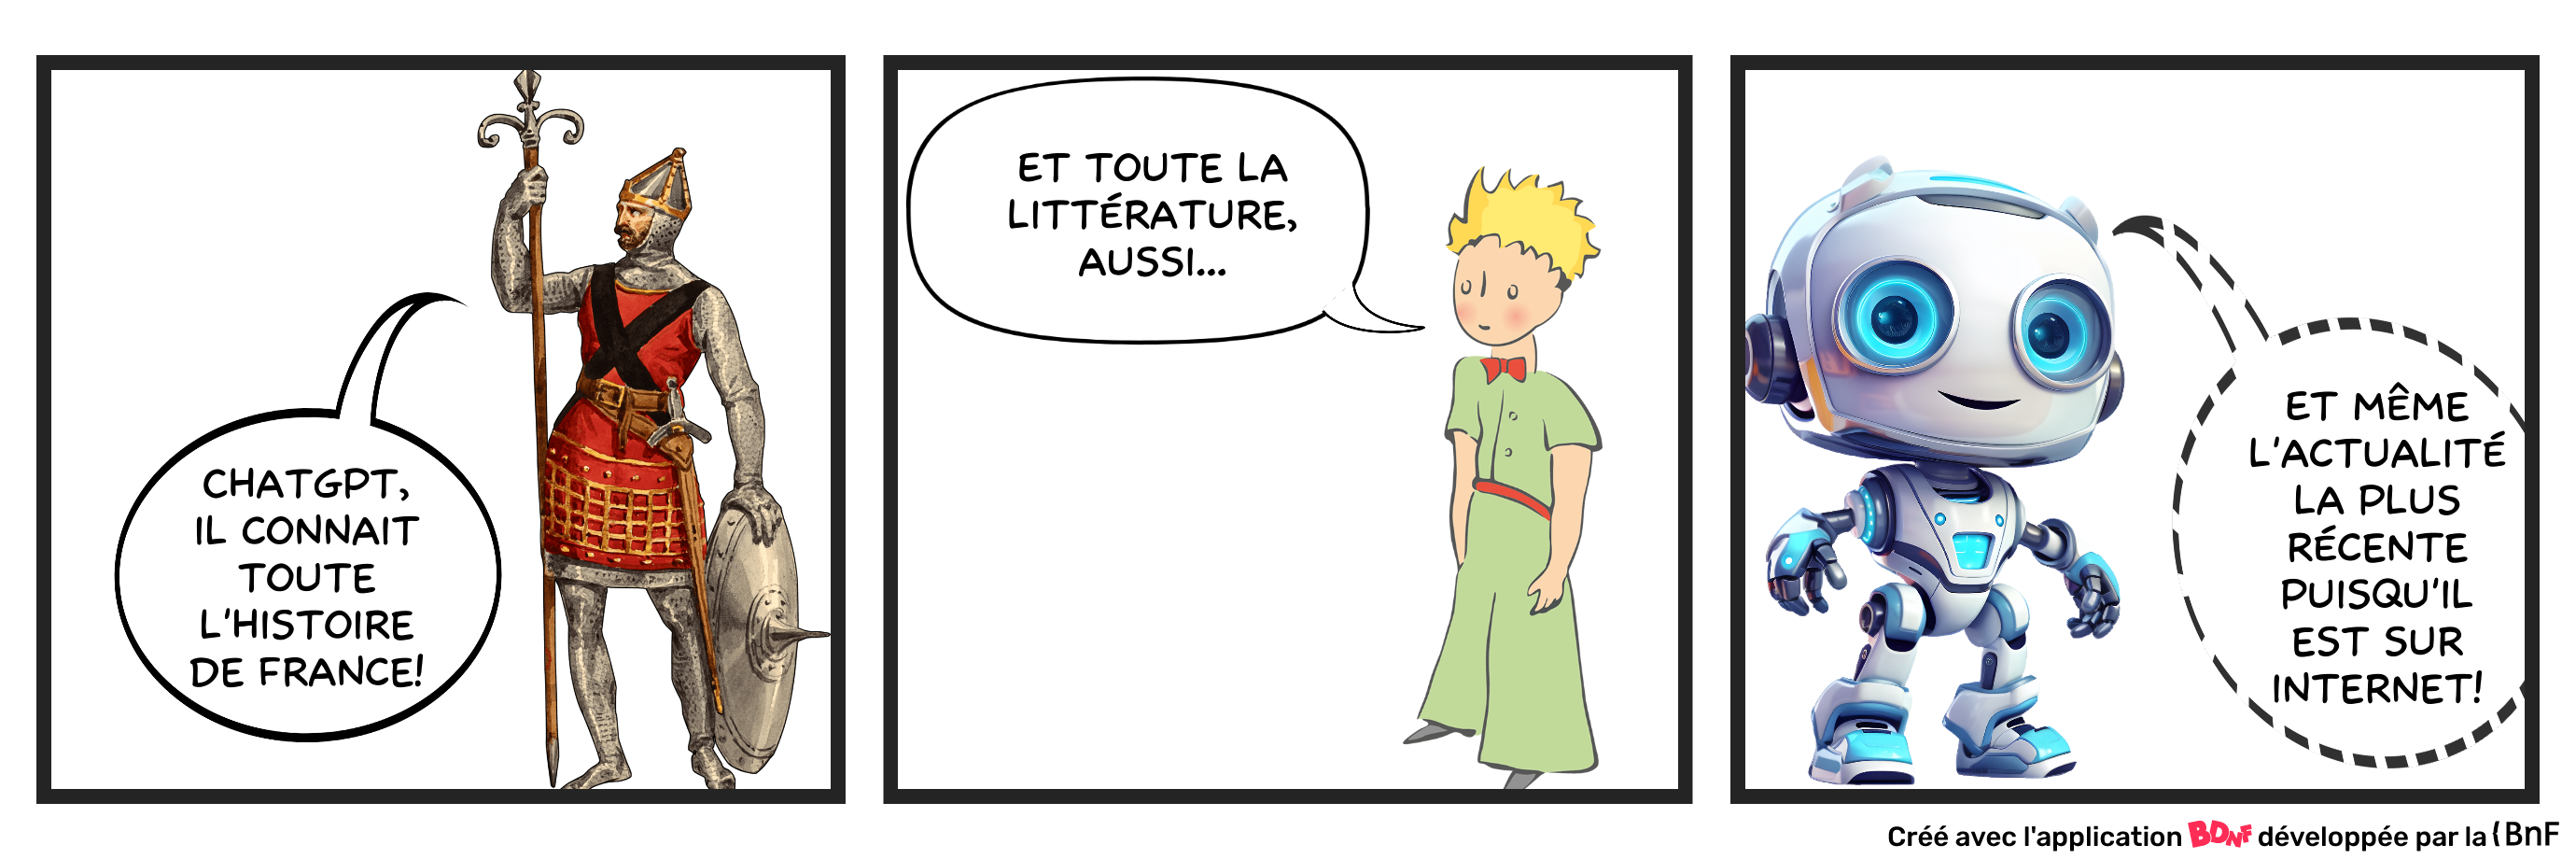 CHATGPT,
IL CONNAIT
TOUTE
L'HISTOIRE
DE FRANCE!
ET TOUTE LA
LITTÉRATURE,
AUSSI...
ET MÊME
L'ACTUALITÉ
LA PLUS
RÉCENTE
PUISQU'IL
EST SUR
INTERNET!
Créé avec l'application BDnF développée par la {BnF